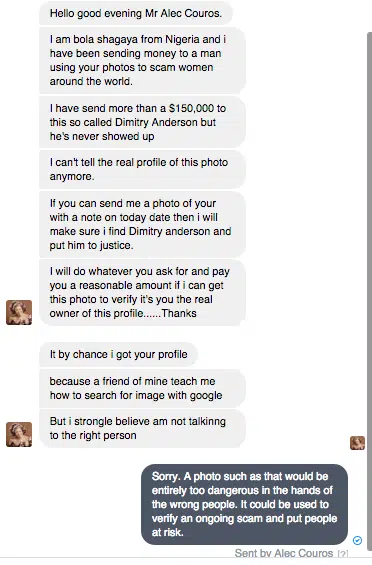 Hello good evening Mr Alec Couros.
I am bola shagaya from Nigeria and i
have been sending money to a man
using your photos to scam women
around the world.
I have send more than a $150,000 to
this so called Dimitry Anderson but
he's never showed up
I can't tell the real profile of this photo
anymore.
If you can send me a photo of your
with a note on today date then i will
make sure i find Dimitry anderson and
put him to justice.
I will do whatever you ask for and pay
you a reasonable amount if i can get
this photo to verify it's you the real
owner of this profile......Thanks
It by chance i got your profile
because a friend of mine teach me
how to search for image with google
But i strongle believe am not talkinng
to the right person
Sorry. A photo such as that would be
entirely too dangerous in the hands of
the wrong people. It could be used to
verify an ongoing scam and put people
at risk.
Sent by Alec Couros [?]